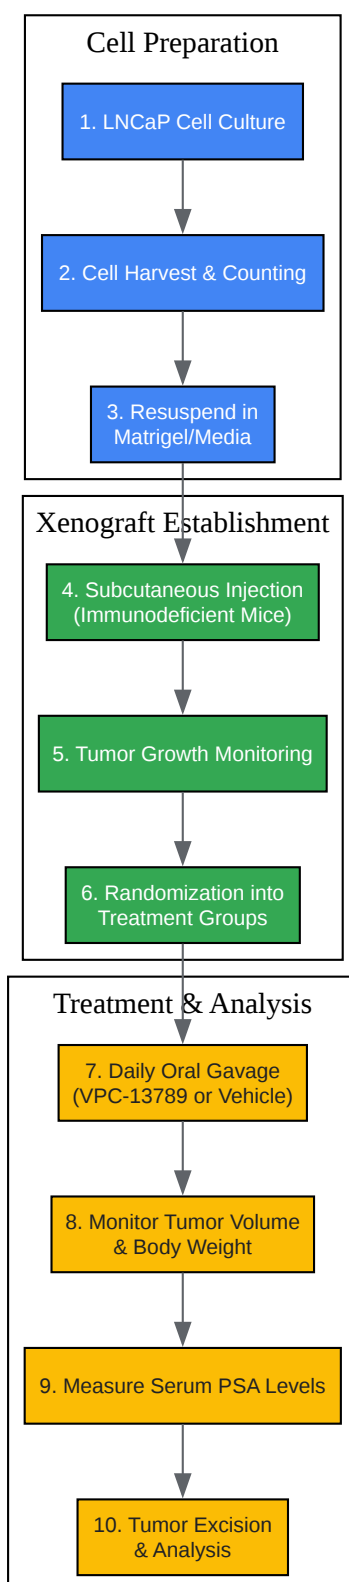 Cell Preparation
1. LNCaP Cell Culture
2. Cell Harvest & Counting
3. Resuspend in
Matrigel/Media
Xenograft Establishment
4. Subcutaneous Injection
(Immunodeficient Mice)
5. Tumor Growth Monitoring
6. Randomization into
Treatment Groups
Treatment & Analysis
7. Daily Oral Gavage
(VPC-13789 or Vehicle)
8. Monitor Tumor Volume
& Body Weight
9. Measure Serum PSA Levels
10. Tumor Excision
& Analysis